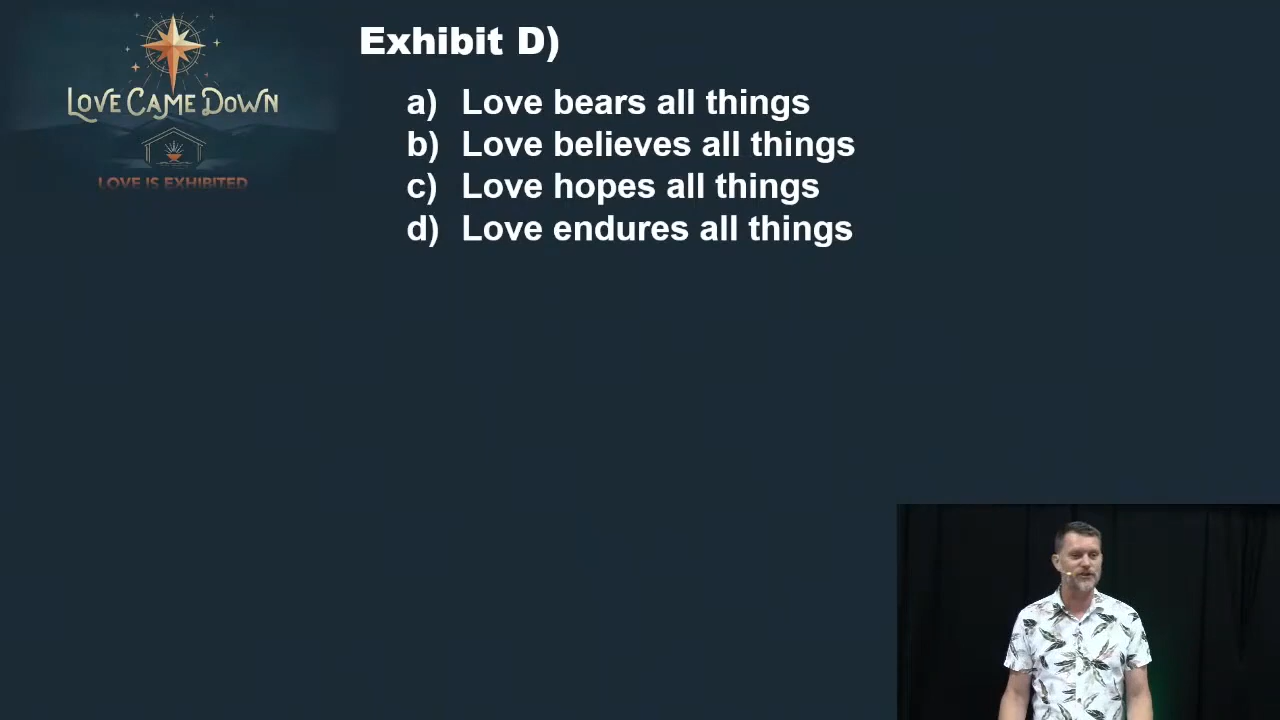 LOVE CAME DOWN
LOVE IS EXHIBITED
Exhibit D)
a) Love bears all things
b) Love believes all things
c) Love hopes all things
d) Love endures all things